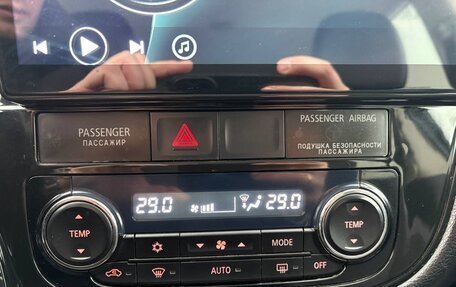 PASSENGER
ПАССАЖИР
PASSENGER AIRBAG
ПОДУШКА БЕЗОПАСНОСТИ
ПАССАЖИРА
29.0
29.0
TEMP
TEMP
MODE
AUTO
OFF